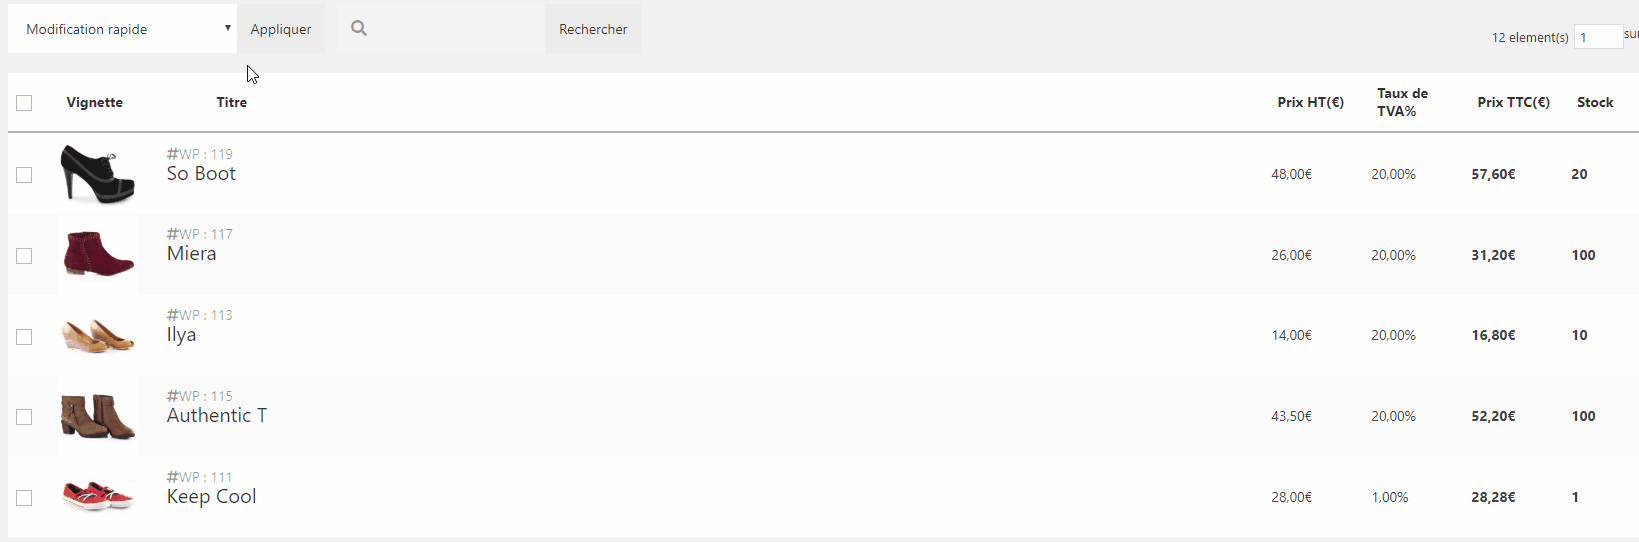 Modification rapide
Appliquer
Rechercher
12 element(s) 1 sur
Vignette
Titre
Prix HT(€)
Taux de
TVA%
Prix TTC(€)
Stock
#WP : 119
So Boot
48,00€ 20,00% 57,60€ 20
#WP : 117
Miera
26,00€ 20,00% 31,20€ 100
#WP : 113
Ilya
14,00€ 20,00% 16,80€ 10
#WP : 115
Authentic T
43,50€ 20,00% 52,20€ 100
#WP : 111
Keep Cool
28,00€ 1,00% 28,28€ 1